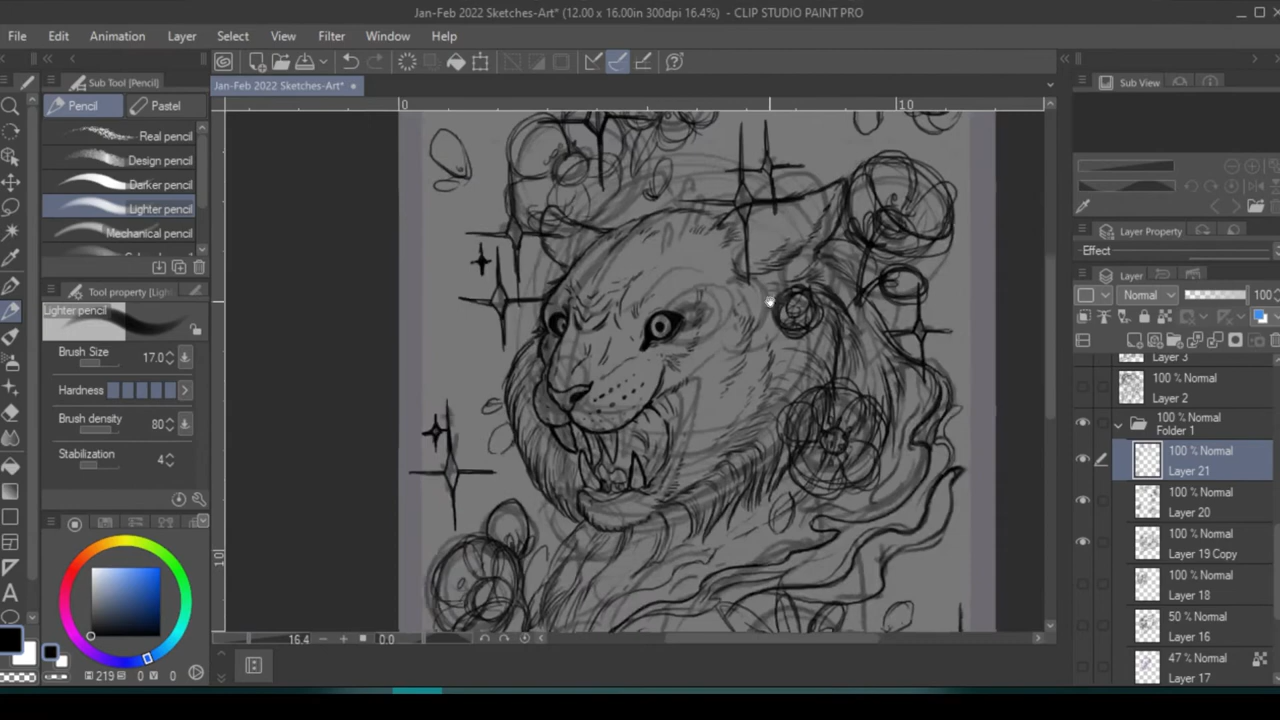 Jan-Feb 2022 Sketches-Art* (12.00 x 16.00in 300dpi 16.4%) - CLIP STUDIO PAINT PRO
File Edit Animation Layer Select View Filter Window Help
Sub Tool [Pencil]
Jan-Feb 2022 Sketches-Art*
Sub View
Pencil Pastel
0 10
Real pencil
Design pencil
Darker pencil
Lighter pencil
Mechanical pencil
Tool property [Light
Lighter pencil
Brush Size 17.0
Hardness
Brush density 80
Stabilization 4
Layer Property
Effect
Layer
Normal 100
Layer 3
100 % Normal
Layer 2
100 % Normal
Folder 1
100 % Normal
Layer 21
100 % Normal
Layer 20
100 % Normal
Layer 19 Copy
100 % Normal
Layer 18
50 % Normal
Layer 16
47 % Normal
Layer 17
10
16.4 0.0
H 219 S 0 V 0